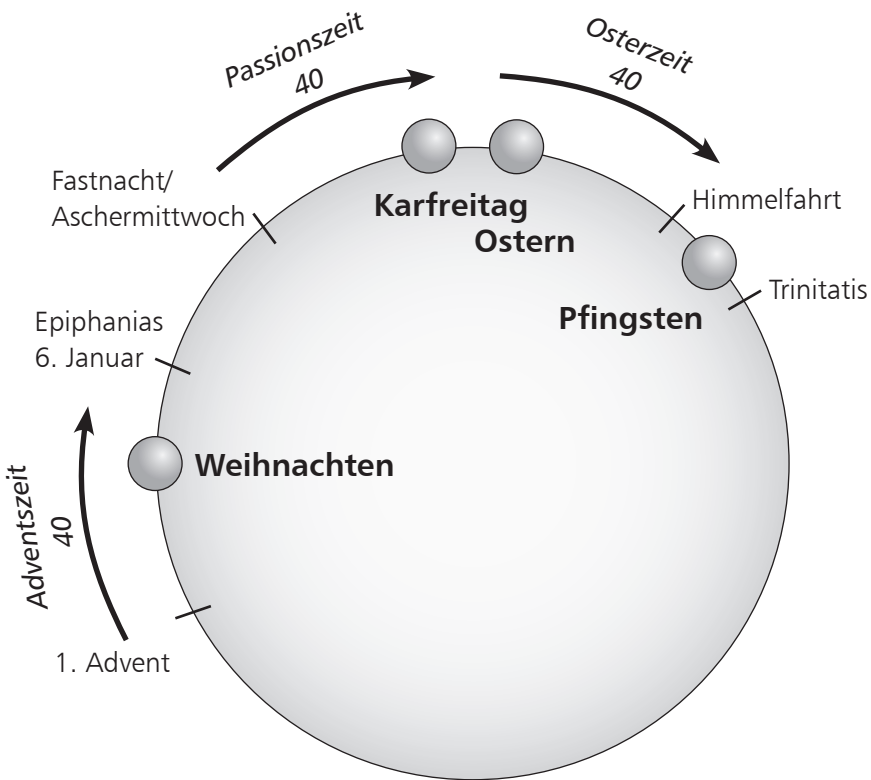 Passionszeit
40
Osterzeit
40
Fastnacht/
Aschermittwoch
Karfreitag
Ostern
Himmelfahrt
Trinitatis
Pfingsten
Epiphanias
6. Januar
Weihnachten
Adventszeit
40
1. Advent